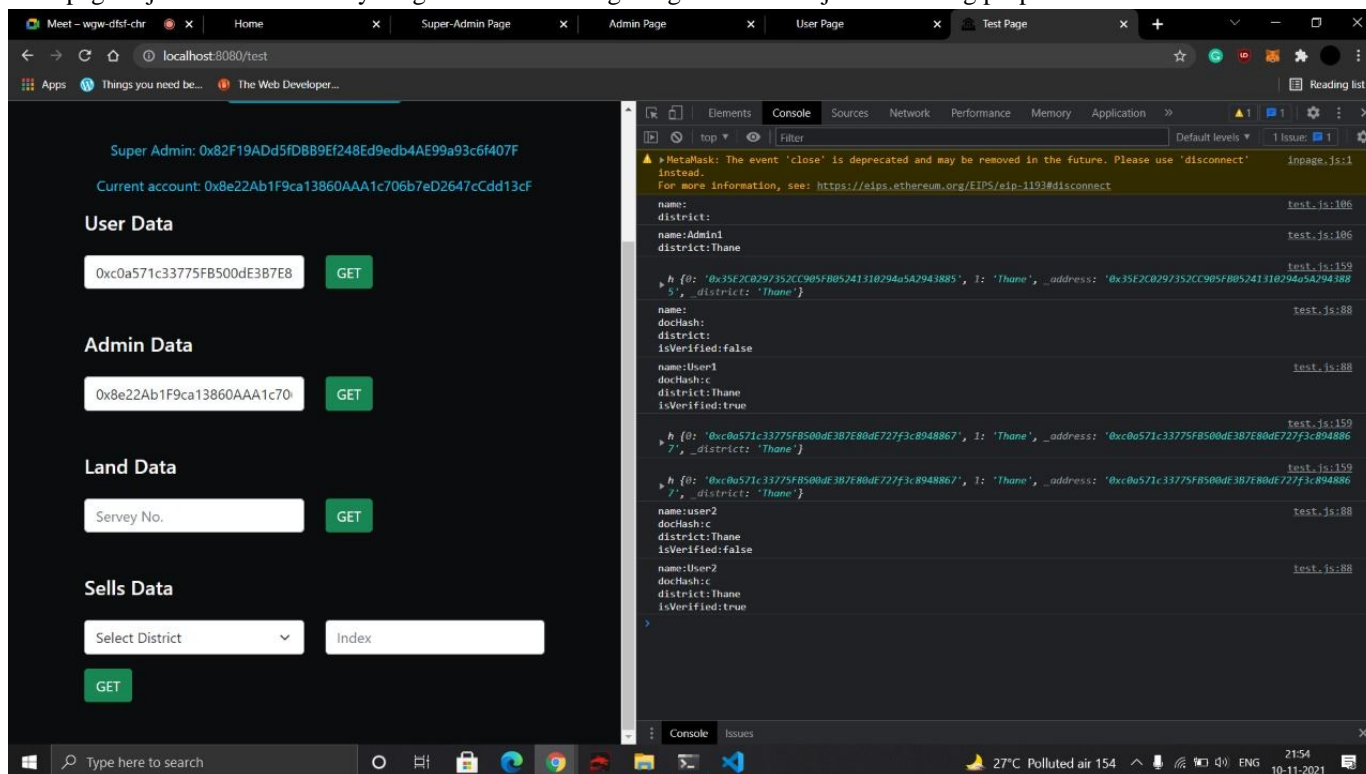 Meet – wgw-dfsf-chr
Home
Super-Admin Page
Admin Page
User Page
Test Page
localhost:8080/test
Apps
Things you need be...
The Web Developer...
Reading list
Super Admin: 0x82F19ADd5fDBB9Ef248Ed9edb4AE99a93c6f407F
Current account: 0x8e22Ab1F9ca13860AAA1c706b7eD2647cCdd13cF
User Data
0xc0a571c33775FB500dE3B7E8
GET
Admin Data
0x8e22Ab1F9ca13860AAA1c70
GET
Land Data
Servey No.
GET
Sells Data
Select District
Index
GET
Elements Console Sources Network Performance Memory Application » 1 1
top Filter Default levels 1 Issue: 1
MetaMask: The event 'close' is deprecated and may be removed in the future. Please use 'disconnect' inpage.js:1
instead.
For more information, see: https://eips.ethereum.org/EIPS/eip-1193#disconnect
name: test.js:106
district:
name:Admin1 test.js:106
district:Thane
test.js:159
h {0: '0x35E2C0297352CC905FB05241310294a5A2943885', 1: 'Thane', _address: '0x35E2C0297352CC905FB05241310294a5A294388
5', _district: 'Thane'}
name: test.js:88
docHash:
district:
isVerified:false
name:User1 test.js:88
docHash:c
district:Thane
isVerified:true
test.js:159
h {0: '0xc0a571c33775FB500dE3B7E80dE727f3c8948867', 1: 'Thane', _address: '0xc0a571c33775FB500dE3B7E80dE727f3c894886
7', _district: 'Thane'}
test.js:159
h {0: '0xc0a571c33775FB500dE3B7E80dE727f3c8948867', 1: 'Thane', _address: '0xc0a571c33775FB500dE3B7E80dE727f3c894886
7', _district: 'Thane'}
name:user2 test.js:88
docHash:c
district:Thane
isVerified:false
name:User2 test.js:88
docHash:c
district:Thane
isVerified:true
Console Issues
Type here to search
27°C Polluted air 154
ENG
21:54
10-11-2021